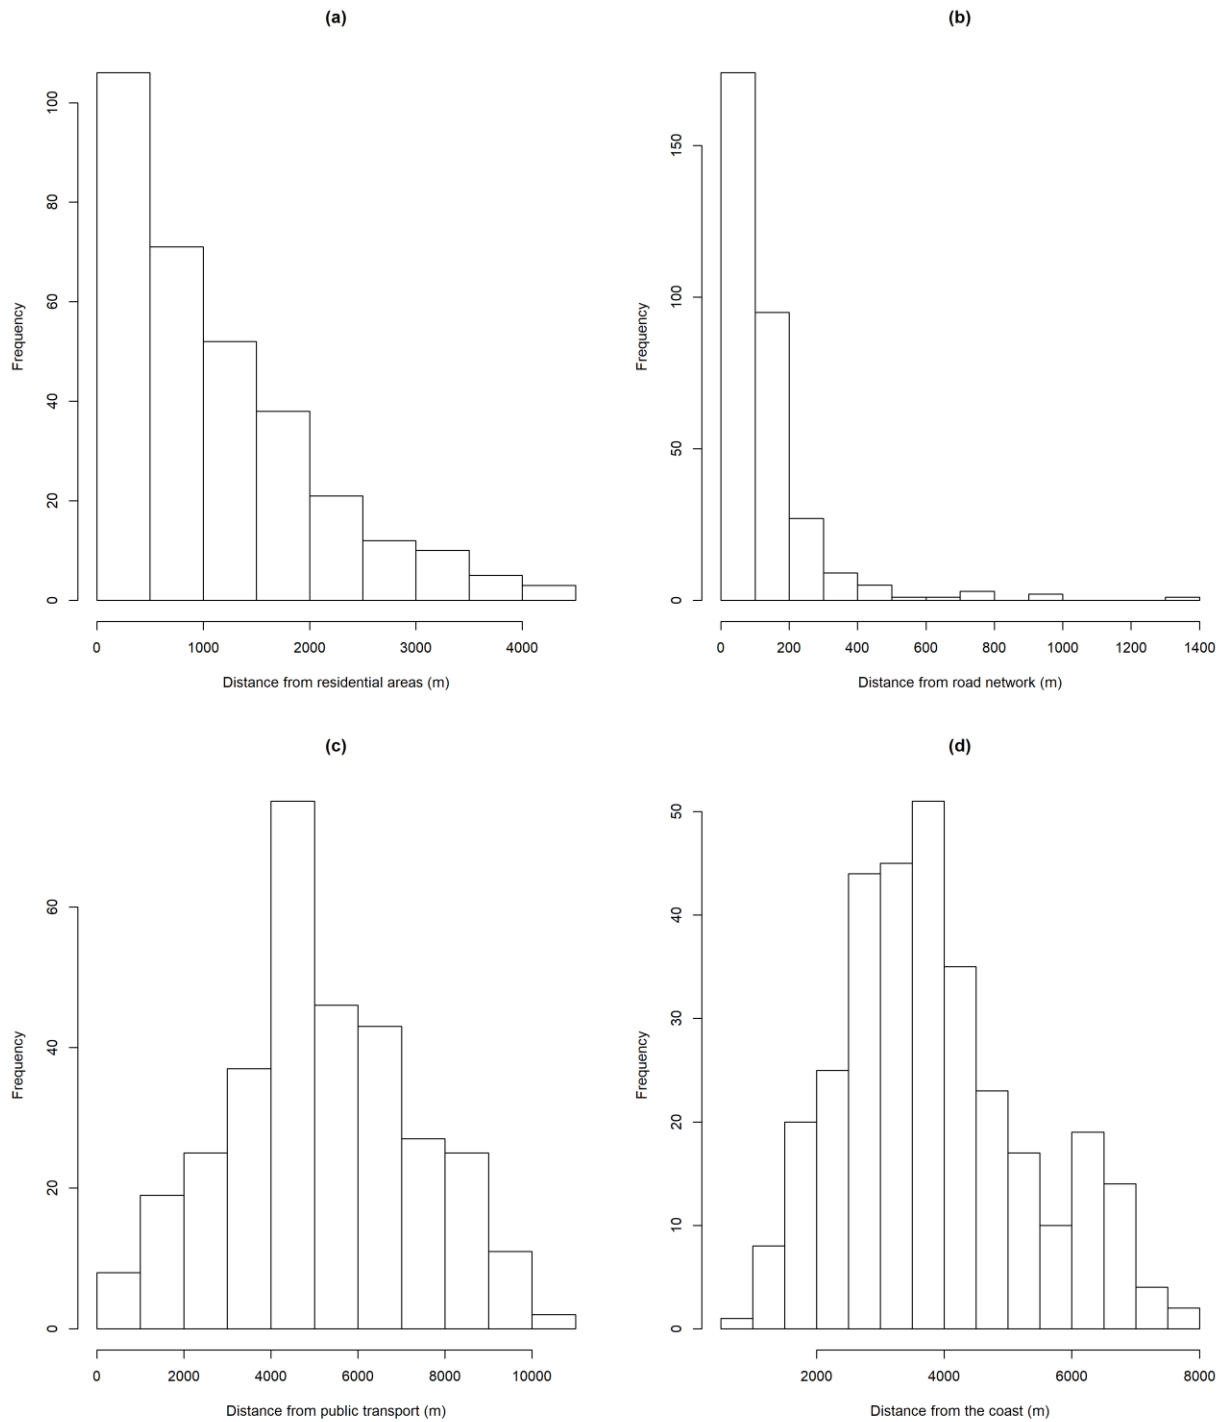 (a)
100
80
60
40
20
0
Frequency
0 1000 2000 3000 4000
Distance from residential areas (m)
(b)
150
100
50
0
Frequency
0 200 400 600 800 1000 1200 1400
Distance from road network (m)
(c)
60
40
20
0
Frequency
0 2000 4000 6000 8000 10000
Distance from public transport (m)
(d)
50
40
30
20
10
0
Frequency
2000 4000 6000 8000
Distance from the coast (m)